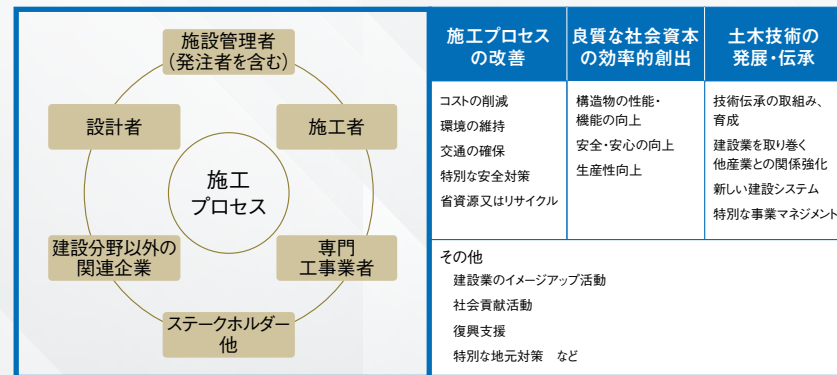 施設管理者
（発注者を含む）
設計者
施工者
施工
プロセス
建設分野以外の
関連企業
専門
工事業者
ステークホルダー
他
施工プロセス
の改善
コストの削減
環境の維持
交通の確保
特別な安全対策
省資源又はリサイクル
良質な社会資本
の効率的創出
構造物の性能・
機能の向上
安全・安心の向上
生産性向上
土木技術の
発展・伝承
技術伝承の取組み、
育成
建設業を取り巻く
他産業との関係強化
新しい建設システム
特別な事業マネジメント
その他
建設業のイメージアップ活動
社会貢献活動
復興支援
特別な地元対策　など